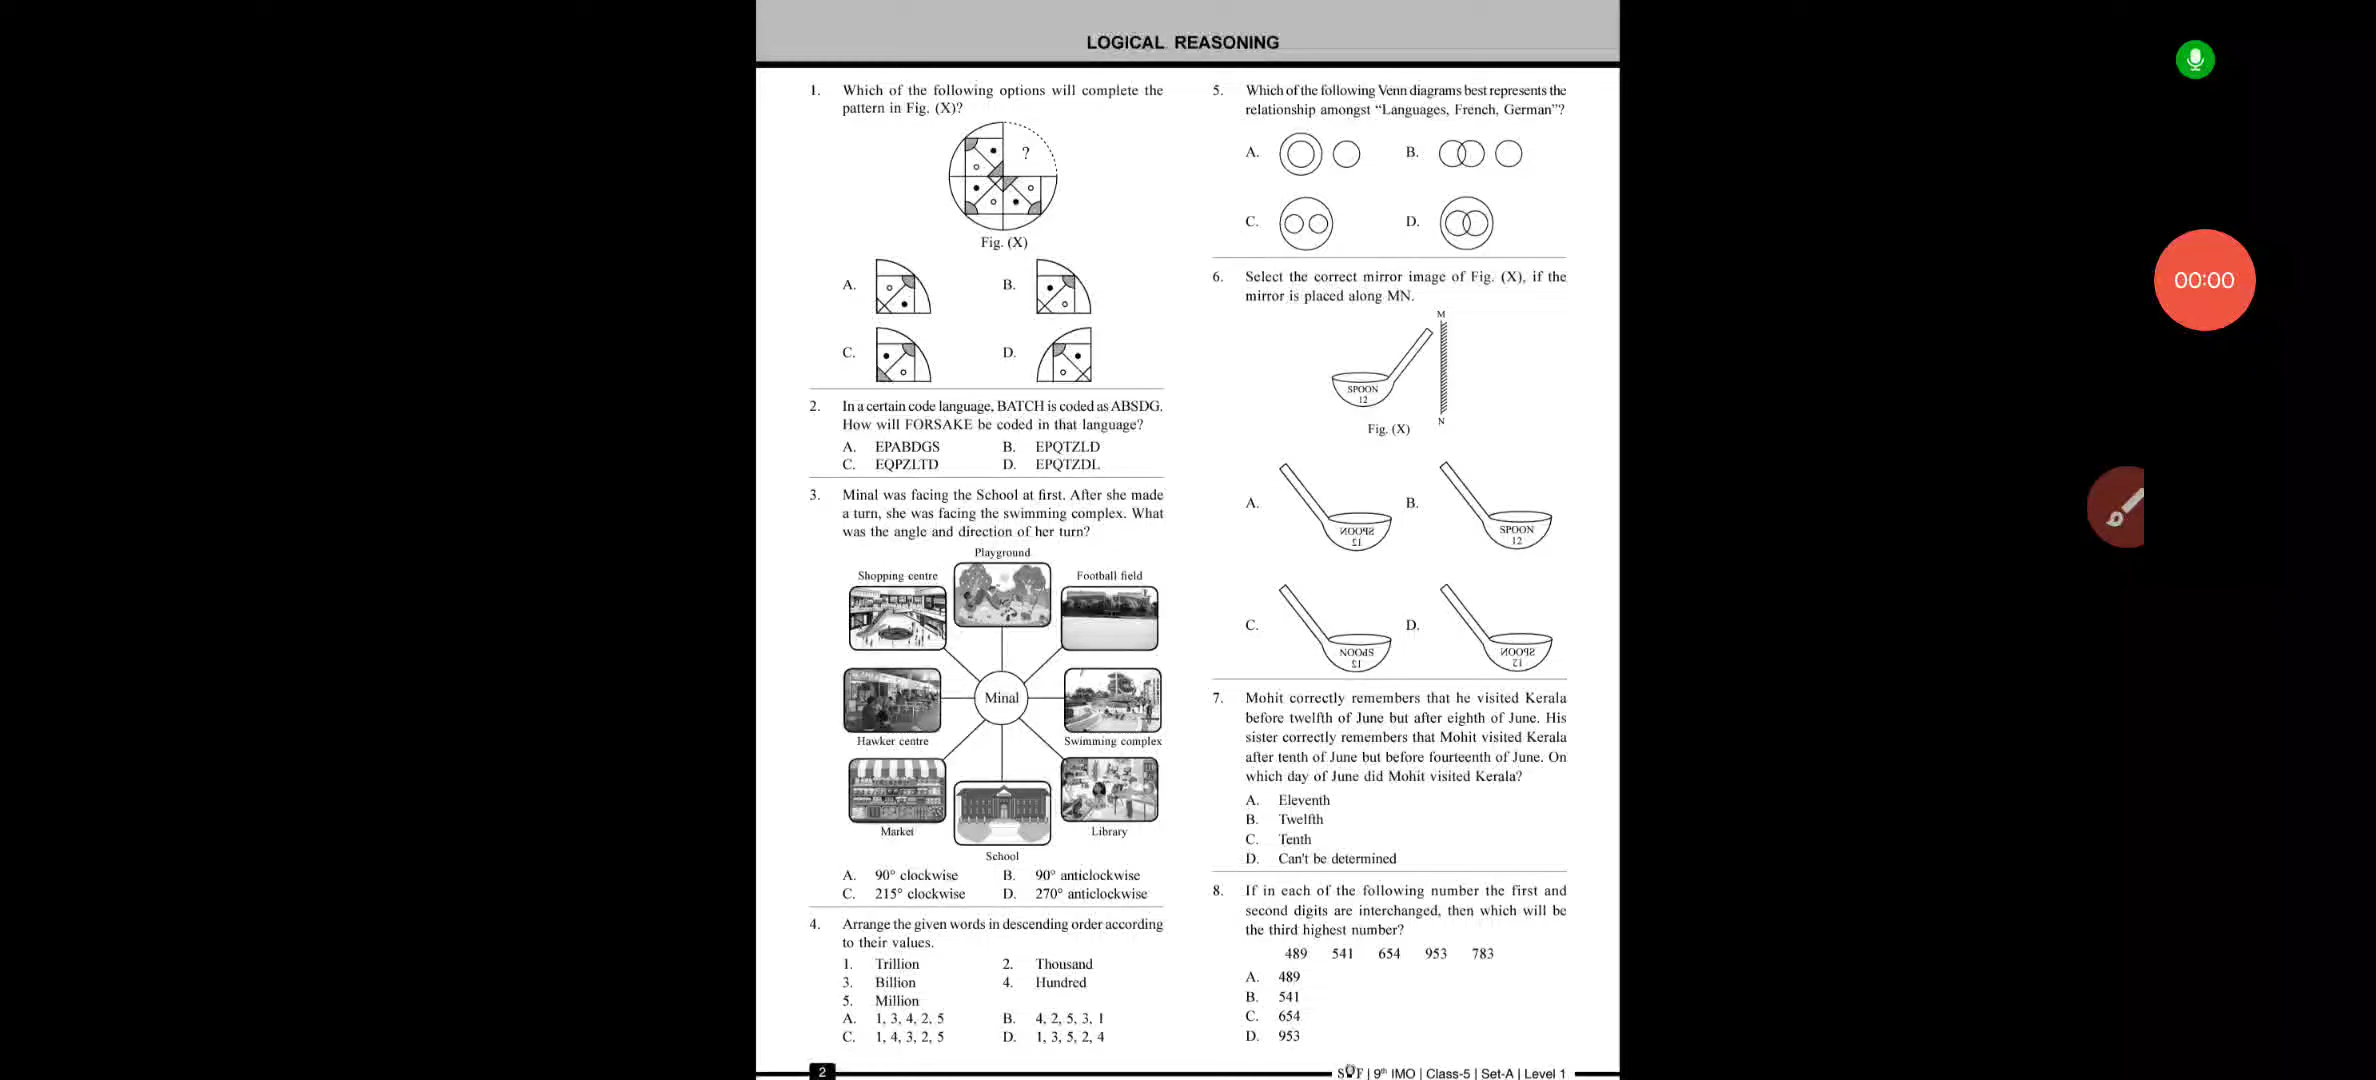 LOGICAL REASONING
1. Which of the following options will complete the
pattern in Fig. (X)?
?
Fig. (X)
A.
B.
C.
D.
2. In a certain code language, BATCH is coded as ABSDG.
How will FORSAKE be coded in that language?
A. EPABDGS B. EPQTZLD
C. EQPZLTD D. EPQTZDL
3. Minal was facing the School at first. After she made
a turn, she was facing the swimming complex. What
was the angle and direction of her turn?
Playground
Shopping centre
Football field
Minal
Hawker centre
Swimming complex
Market
Library
School
A. 90° clockwise B. 90° anticlockwise
C. 215° clockwise D. 270° anticlockwise
4. Arrange the given words in descending order according
to their values.
1. Trillion 2. Thousand
3. Billion 4. Hundred
5. Million
A. 1, 3, 4, 2, 5 B. 4, 2, 5, 3, 1
C. 1, 4, 3, 2, 5 D. 1, 3, 5, 2, 4
5. Which of the following Venn diagrams best represents the
relationship amongst “Languages, French, German”?
A. B.
C. D.
6. Select the correct mirror image of Fig. (X), if the
mirror is placed along MN.
M
SPOON
12
N
Fig. (X)
A.
B.
SPOON
12
C.
D.
7. Mohit correctly remembers that he visited Kerala
before twelfth of June but after eighth of June. His
sister correctly remembers that Mohit visited Kerala
after tenth of June but before fourteenth of June. On
which day of June did Mohit visited Kerala?
A. Eleventh
B. Twelfth
C. Tenth
D. Can't be determined
8. If in each of the following number the first and
second digits are interchanged, then which will be
the third highest number?
489 541 654 953 783
A. 489
B. 541
C. 654
D. 953
2
SOF | 9th IMO | Class-5 | Set-A | Level 1
00:00